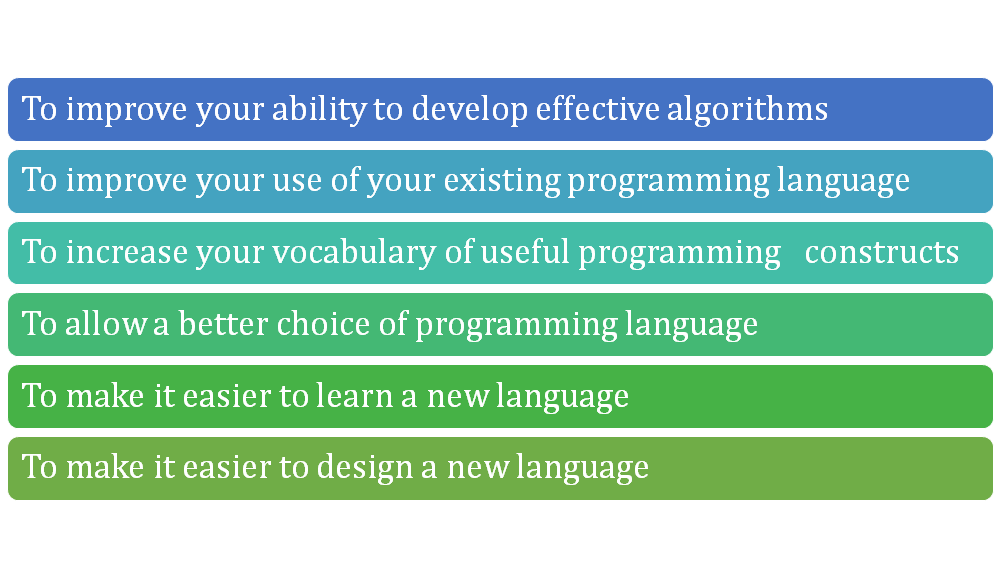 To improve your ability to develop effective algorithms
To improve your use of your existing programming language
To increase your vocabulary of useful programming   constructs
To allow a better choice of programming language
To make it easier to learn a new language
To make it easier to design a new language